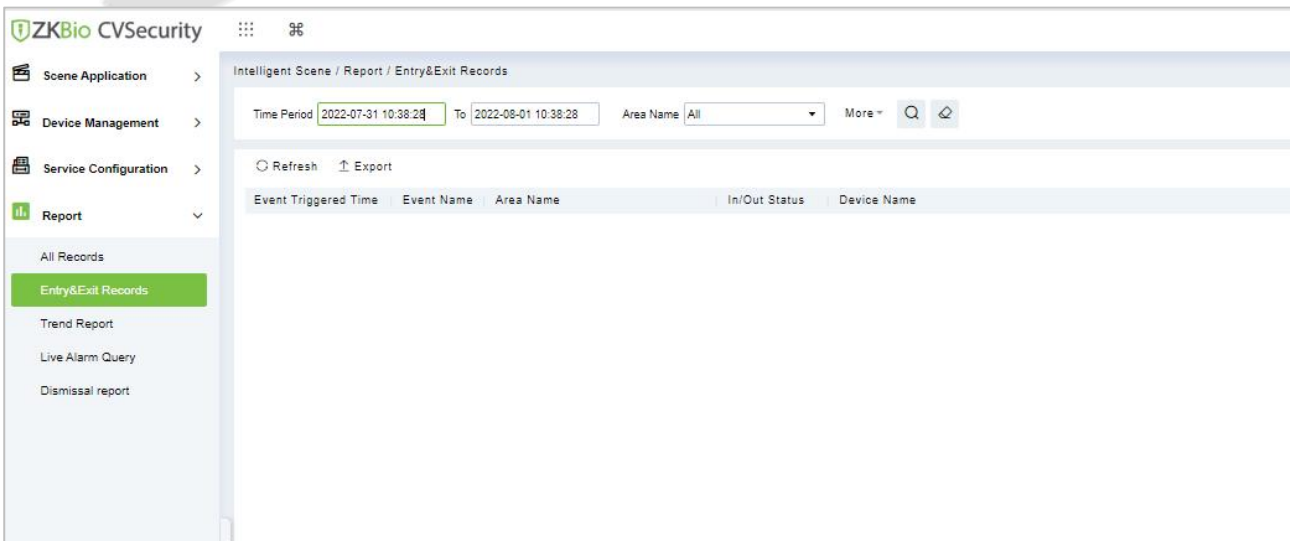 ZKBio CVSecurity
Scene Application
Device Management
Service Configuration
Report
All Records
Entry&Exit Records
Trend Report
Live Alarm Query
Dismissal report
Intelligent Scene / Report / Entry&Exit Records
Time Period 2022-07-31 10:38:28 To 2022-08-01 10:38:28 Area Name All More
Refresh Export
Event Triggered Time Event Name Area Name In/Out Status Device Name